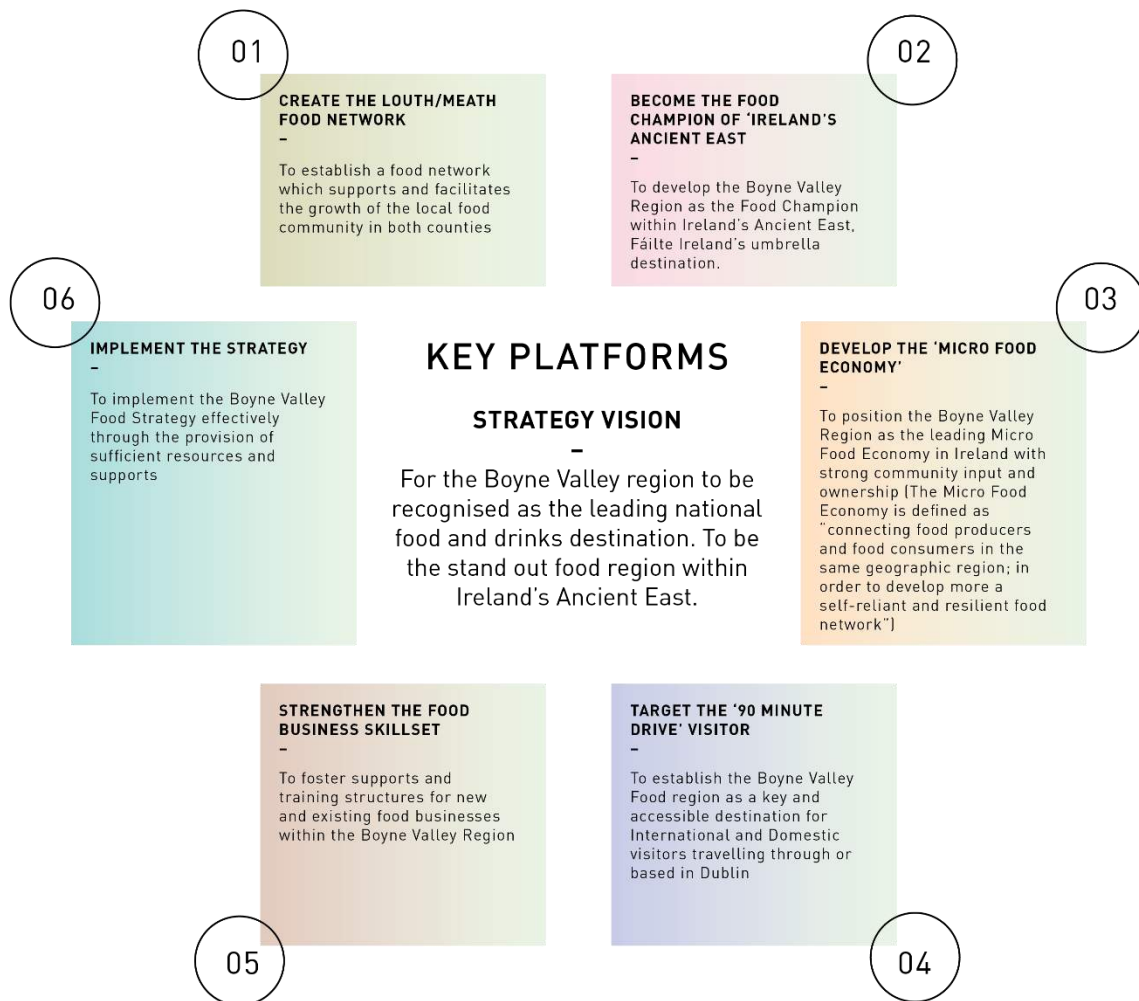 KEY PLATFORMS
STRATEGY VISION
–
For the Boyne Valley region to be
recognised as the leading national
food and drinks destination. To be
the stand out food region within
Ireland's Ancient East.
01
CREATE THE LOUTH/MEATH
FOOD NETWORK
–
To establish a food network
which supports and facilitates
the growth of the local food
community in both counties
02
BECOME THE FOOD
CHAMPION OF ‘IRELAND'S
ANCIENT EAST
–
To develop the Boyne Valley
Region as the Food Champion
within Ireland's Ancient East,
Fáilte Ireland's umbrella
destination.
03
DEVELOP THE ‘MICRO FOOD
ECONOMY’
–
To position the Boyne Valley
Region as the leading Micro
Food Economy in Ireland with
strong community input and
ownership (The Micro Food
Economy is defined as
“connecting food producers
and food consumers in the
same geographic region; in
order to develop more a
self-reliant and resilient food
network”)
04
TARGET THE ‘90 MINUTE
DRIVE’ VISITOR
–
To establish the Boyne Valley
Food region as a key and
accessible destination for
International and Domestic
visitors travelling through or
based in Dublin
05
STRENGTHEN THE FOOD
BUSINESS SKILLSET
–
To foster supports and
training structures for new
and existing food businesses
within the Boyne Valley Region
06
IMPLEMENT THE STRATEGY
–
To implement the Boyne Valley
Food Strategy effectively
through the provision of
sufficient resources and
supports